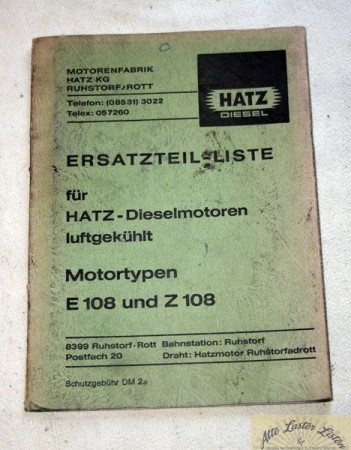 MOTORENFABRIK
HATZ KG
RUHSTORF/ROTT
Telefon: (08531) 3022
Telex: 057260
HATZ
DIESEL
ERSATZTEIL-LISTE
für
HATZ-Dieselmotoren
luftgekühlt
Motortypen
E 108 und Z 108
8399 Ruhstorf-Rott Bahnstation: Ruhstorf
Postfach 20 Draht: Hatzmotor Ruhstorfadrott
Schutzgebühr DM 2,-
Alte Laster Listen